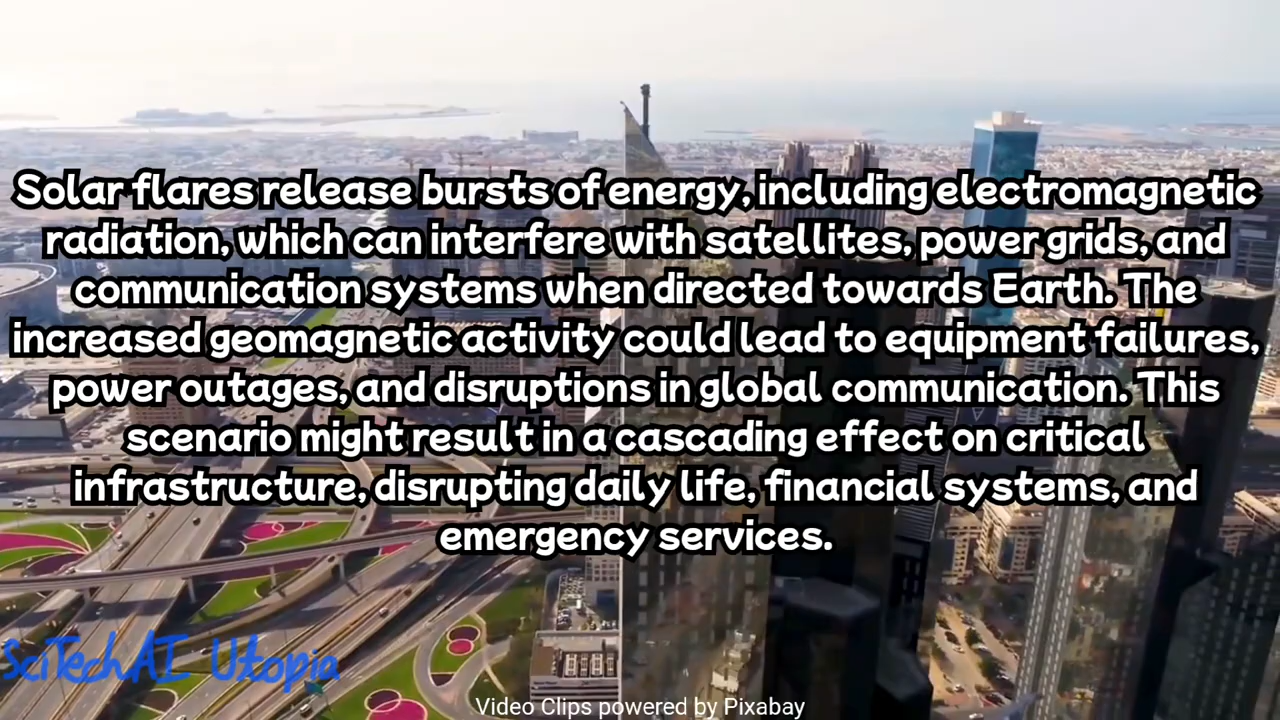 Solar flares release bursts of energy, including electromagnetic
radiation, which can interfere with satellites, power grids, and
communication systems when directed towards Earth. The
increased geomagnetic activity could lead to equipment failures,
power outages, and disruptions in global communication. This
scenario might result in a cascading effect on critical
infrastructure, disrupting daily life, financial systems, and
emergency services.
SciTechAI Utopia
Video Clips powered by Pixabay